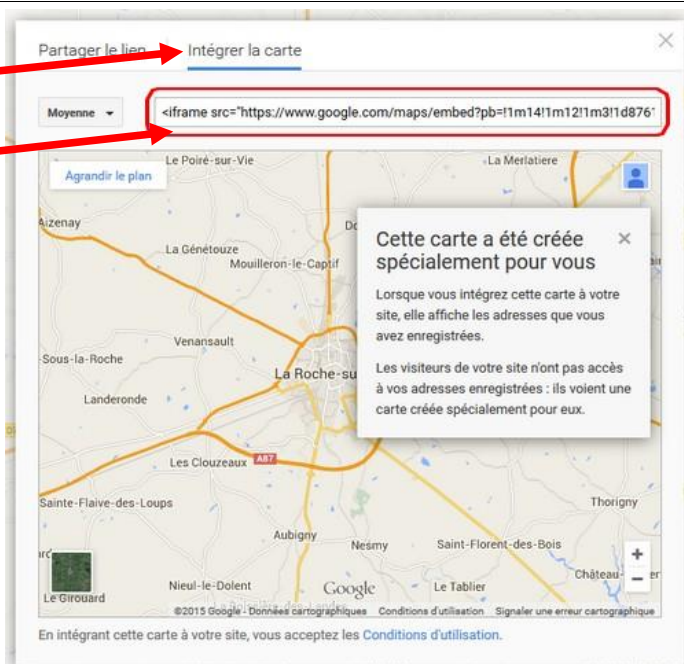 Partager le lien Intégrer la carte
Moyenne
<iframe src="https://www.google.com/maps/embed?pb=!1m14!1m12!1m3!1d876
Agrandir le plan
Le Poiré-sur-Vie
La Merlatiere
Aizenay
La Génétouze
Mouilleron-le-Captif
Cette carte a été créée
spécialement pour vous
Lorsque vous intégrez cette carte à votre
site, elle affiche les adresses que vous
avez enregistrées.
Les visiteurs de votre site n'ont pas accès
à vos adresses enregistrées : ils voient une
carte créée spécialement pour eux.
Venansault
-Sous-la-Roche
La Roche-su
Landeronde
Les Clouzeaux A87
Sainte-Flaive-des-Loups
Thorigny
Aubigny
Nesmy
Saint-Florent-des-Bois
Château-
Nieul-le-Dolent
Google
Le Tablier
Le Girouard
©2015 Google - Données cartographiques Conditions d'utilisation Signaler une erreur cartographique
En intégrant cette carte à votre site, vous acceptez les Conditions d'utilisation.